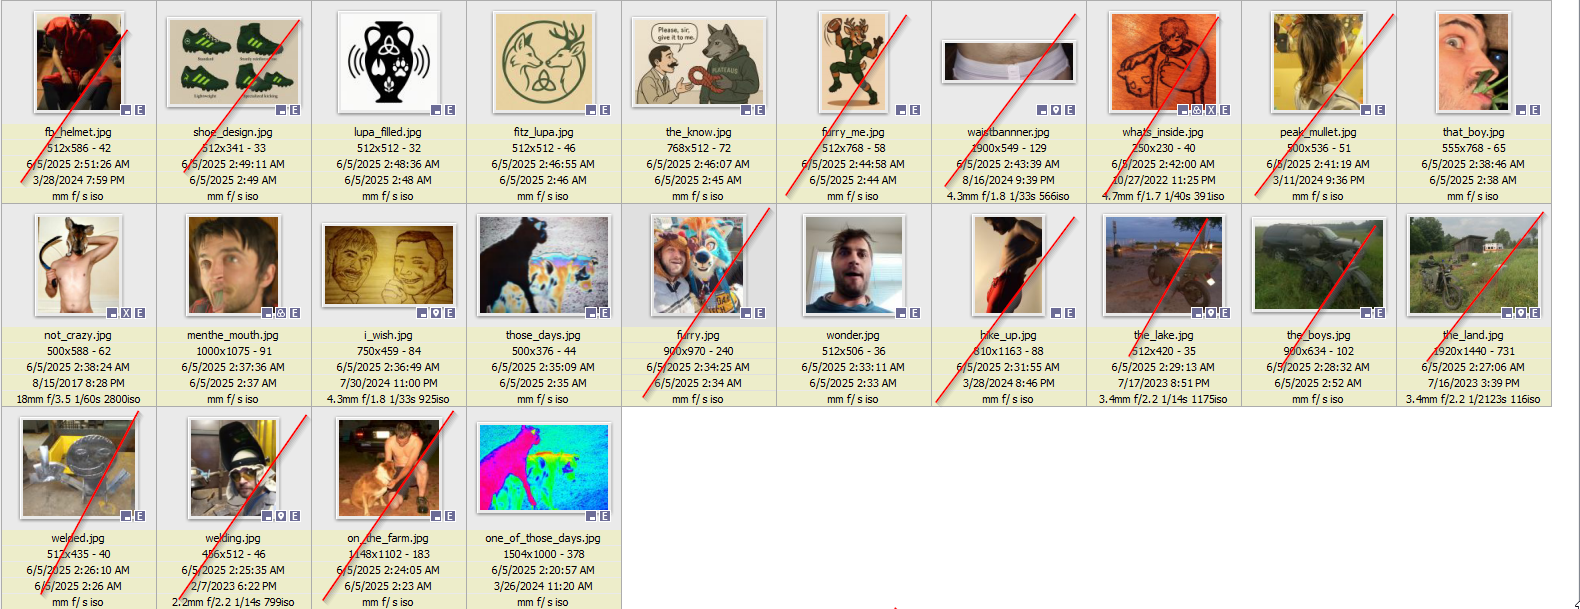 Please, sir,
give it to me.
PLATEAUS
Standard
Lightweight
fb_helmet.jpg
512x586 - 42
6/5/2025 2:51:26 AM
3/28/2024 7:59 PM
mm f/ s iso
shoe_design.jpg
512x341 - 33
6/5/2025 2:49:11 AM
6/5/2025 2:49 AM
mm f/ s iso
lupa_filled.jpg
512x512 - 32
6/5/2025 2:48:36 AM
6/5/2025 2:48 AM
mm f/ s iso
fitz_lupa.jpg
512x512 - 46
6/5/2025 2:46:55 AM
6/5/2025 2:46 AM
mm f/ s iso
the_know.jpg
768x512 - 72
6/5/2025 2:46:07 AM
6/5/2025 2:45 AM
mm f/ s iso
furry_me.jpg
512x768 - 58
6/5/2025 2:44:58 AM
6/5/2025 2:44 AM
mm f/ s iso
waistbannner.jpg
1900x549 - 129
6/5/2025 2:43:39 AM
8/16/2024 9:39 PM
4.3mm f/1.8 1/33s 566iso
whats_inside.jpg
250x230 - 40
6/5/2025 2:42:00 AM
10/27/2022 11:25 PM
4.7mm f/1.7 1/40s 391iso
peak_mullet.jpg
500x536 - 51
6/5/2025 2:41:19 AM
3/11/2024 9:36 PM
mm f/ s iso
that_boy.jpg
555x768 - 65
6/5/2025 2:38:46 AM
6/5/2025 2:38 AM
mm f/ s iso
not_crazy.jpg
500x588 - 62
6/5/2025 2:38:24 AM
8/15/2017 8:28 PM
18mm f/3.5 1/60s 2800iso
menthe_mouth.jpg
1000x1075 - 91
6/5/2025 2:37:36 AM
6/5/2025 2:37 AM
mm f/ s iso
i_wish.jpg
750x459 - 84
6/5/2025 2:36:49 AM
7/30/2024 11:00 PM
4.3mm f/1.8 1/33s 925iso
those_days.jpg
500x376 - 44
6/5/2025 2:35:09 AM
6/5/2025 2:35 AM
mm f/ s iso
furry.jpg
900x970 - 240
6/5/2025 2:34:25 AM
6/5/2025 2:34 AM
mm f/ s iso
wonder.jpg
512x506 - 36
6/5/2025 2:33:11 AM
6/5/2025 2:33 AM
mm f/ s iso
hike_up.jpg
810x1163 - 88
6/5/2025 2:31:55 AM
3/28/2024 8:46 PM
mm f/ s iso
the_lake.jpg
512x420 - 35
6/5/2025 2:29:13 AM
7/17/2023 8:51 PM
3.4mm f/2.2 1/14s 1175iso
the_boys.jpg
900x634 - 102
6/5/2025 2:28:32 AM
6/5/2025 2:52 AM
mm f/ s iso
the_land.jpg
1920x1440 - 731
6/5/2025 2:27:06 AM
7/16/2023 3:39 PM
3.4mm f/2.2 1/2123s 116iso
welded.jpg
512x435 - 40
6/5/2025 2:26:10 AM
6/5/2025 2:26 AM
mm f/ s iso
welding.jpg
456x512 - 46
6/5/2025 2:25:35 AM
2/7/2023 6:22 PM
2.2mm f/2.2 1/14s 799iso
on_the_farm.jpg
1148x1102 - 183
6/5/2025 2:24:05 AM
6/5/2025 2:23 AM
mm f/ s iso
one_of_those_days.jpg
1504x1000 - 378
6/5/2025 2:20:57 AM
3/26/2024 11:20 AM
mm f/ s iso